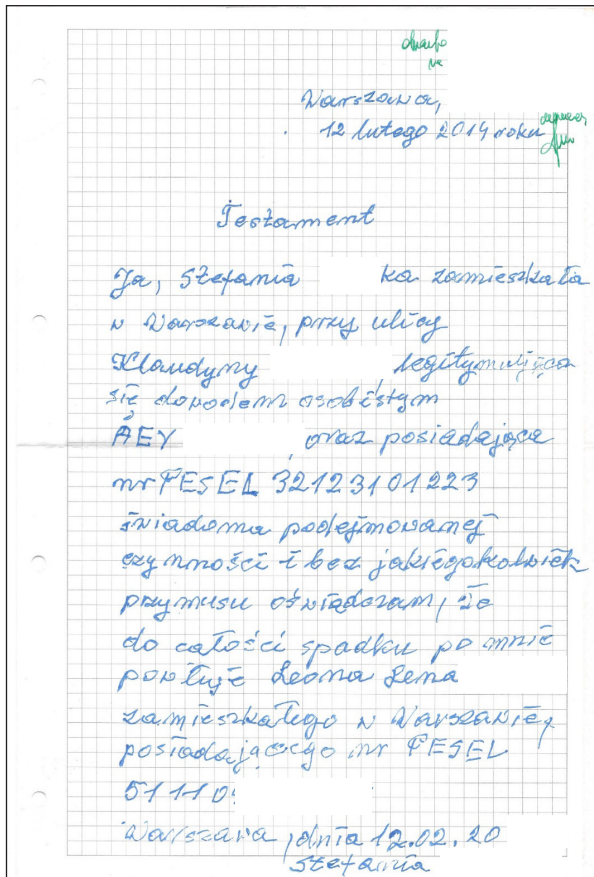 Warszawa,
12 lutego 2014 roku
Testament
Ja, Stefania ka zamieszkała
w Warszawie, przy ulicy
Klaudyny legitymująca
się dowodem osobistym
AEY , oraz posiadająca
nr PESEL 32123101223
świadoma podejmowanej
czynności i bez jakiegokolwiek
przymusu oświadczam, że
do całości spadku po mnie
powołuję Leona
zamieszkałego w Warszawie,
posiadającego nr PESEL
51110
Warszawa, dnia 12.02.20
Stefania